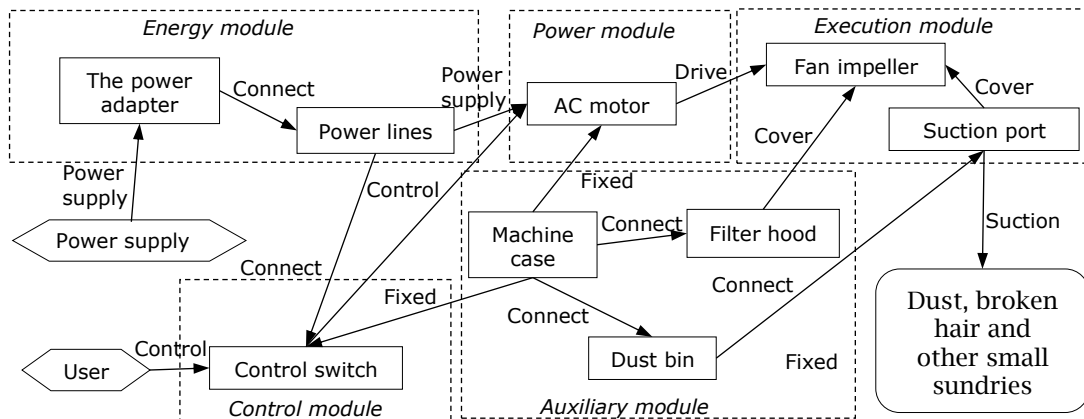 Energy module
Power module
Execution module
The power
adapter
Connect
Power
supply
Drive
Fan impeller
Cover
AC motor
Power lines
Suction port
Cover
Power
supply
Control
Fixed
Power supply
Machine
case
Connect
Filter hood
Suction
Connect
Fixed
Connect
Connect
Dust, broken
hair and
other small
sundries
User
Control
Control switch
Dust bin
Fixed
Control module
Auxiliary module